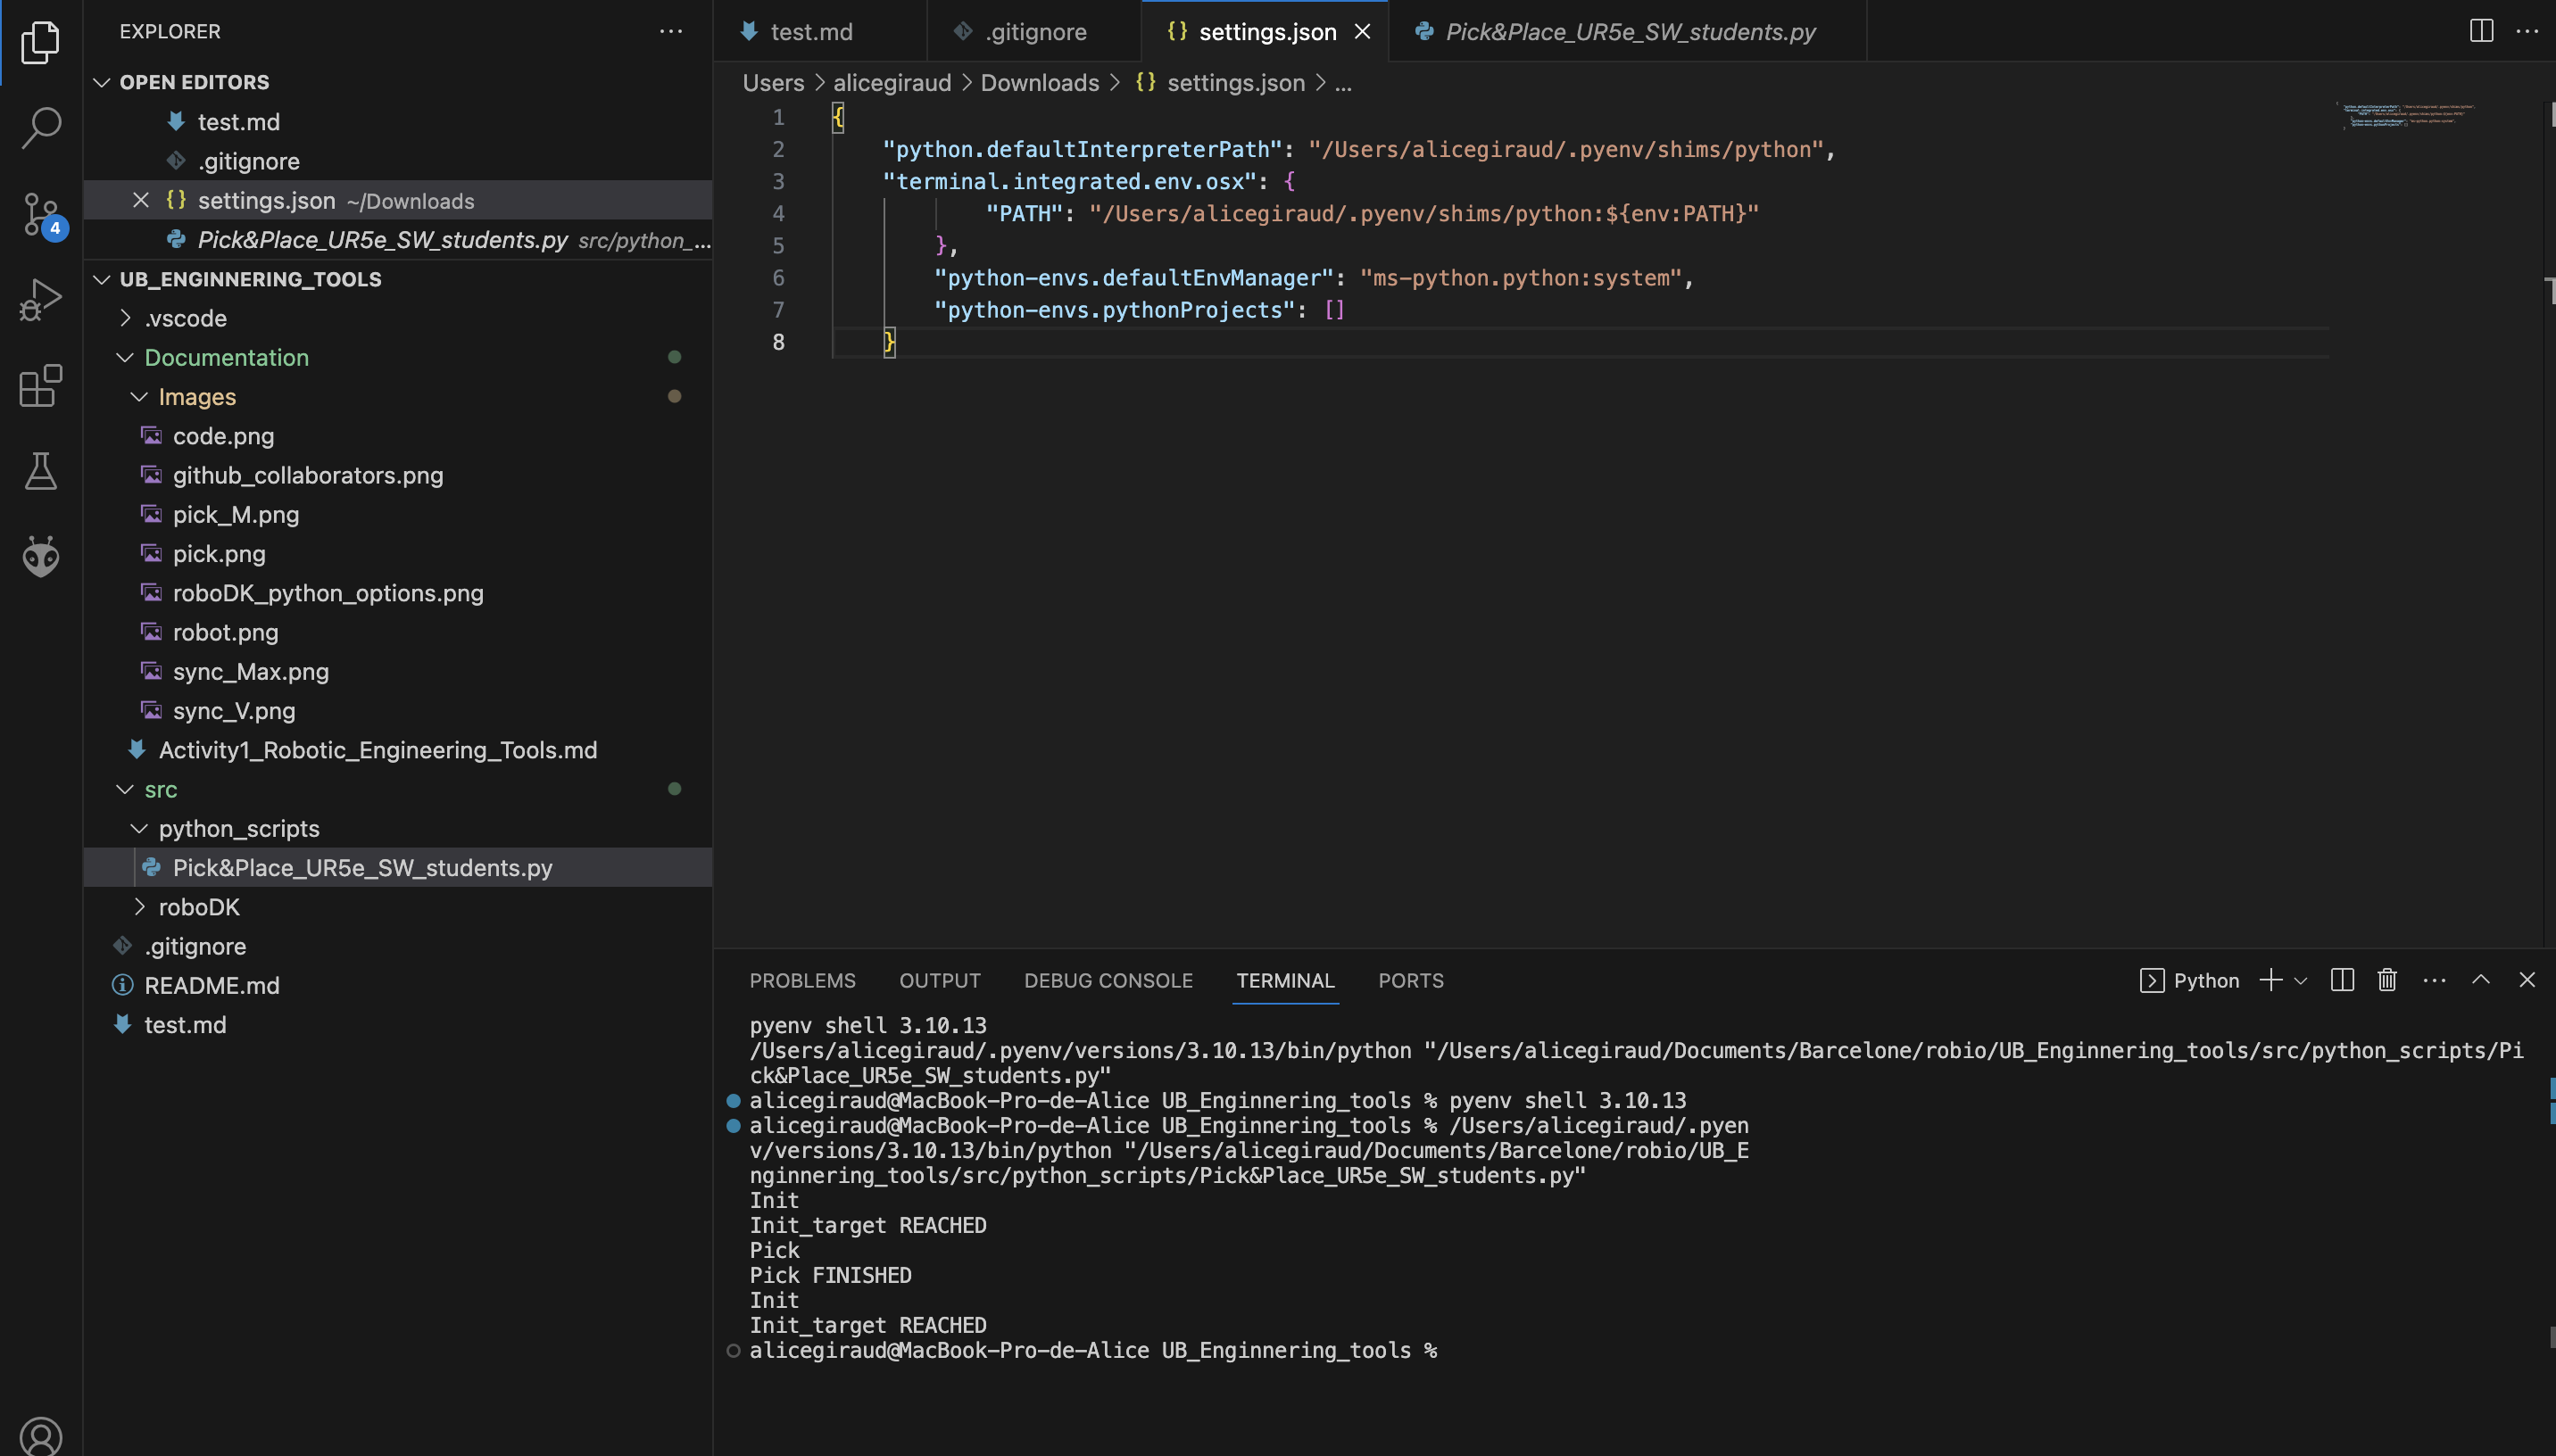 EXPLORER
OPEN EDITORS
test.md
.gitignore
settings.json ~/Downloads
Pick&Place_UR5e_SW_students.py src/python_...
4
UB_ENGINNERING_TOOLS
.vscode
Documentation
Images
code.png
github_collaborators.png
pick_M.png
pick.png
roboDK_python_options.png
robot.png
sync_Max.png
sync_V.png
Activity1_Robotic_Engineering_Tools.md
src
python_scripts
Pick&Place_UR5e_SW_students.py
roboDK
.gitignore
README.md
test.md
test.md .gitignore {} settings.json Pick&Place_UR5e_SW_students.py
Users > alicegiraud > Downloads > {} settings.json > ...
1 {
2 "python.defaultInterpreterPath": "/Users/alicegiraud/.pyenv/shims/python",
3 "terminal.integrated.env.osx": {
4 "PATH": "/Users/alicegiraud/.pyenv/shims/python:${env:PATH}"
5 },
6 "python-envs.defaultEnvManager": "ms-python.python:system",
7 "python-envs.pythonProjects": []
8 }
PROBLEMS OUTPUT DEBUG CONSOLE TERMINAL PORTS
Python
pyenv shell 3.10.13
/Users/alicegiraud/.pyenv/versions/3.10.13/bin/python "/Users/alicegiraud/Documents/Barcelone/robio/UB_Enginnering_tools/src/python_scripts/Pi
ck&Place_UR5e_SW_students.py"
alicegiraud@MacBook-Pro-de-Alice UB_Enginnering_tools % pyenv shell 3.10.13
alicegiraud@MacBook-Pro-de-Alice UB_Enginnering_tools % /Users/alicegiraud/.pyen
v/versions/3.10.13/bin/python "/Users/alicegiraud/Documents/Barcelone/robio/UB_E
nginnering_tools/src/python_scripts/Pick&Place_UR5e_SW_students.py"
Init
Init_target REACHED
Pick
Pick FINISHED
Init
Init_target REACHED
alicegiraud@MacBook-Pro-de-Alice UB_Enginnering_tools %